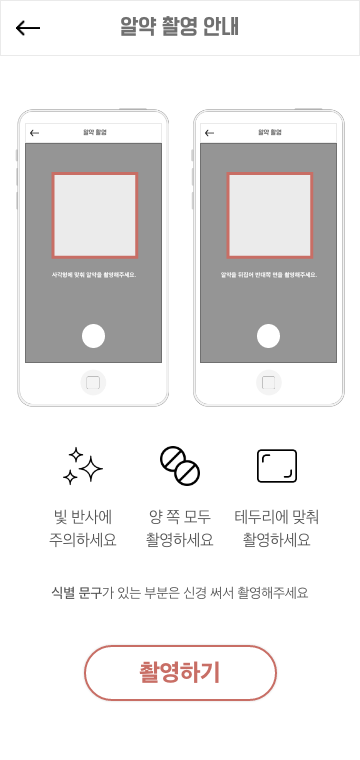 알약 촬영 안내
알약 촬영
알약 촬영
사각형에 맞춰 알약을 촬영해주세요.
알약을 뒤집어 반대쪽 면을 촬영해주세요.
빛 반사에
주의하세요
양 쪽 모두
촬영하세요
테두리에 맞춰
촬영하세요
식별 문구가 있는 부분은 신경 써서 촬영해주세요
촬영하기